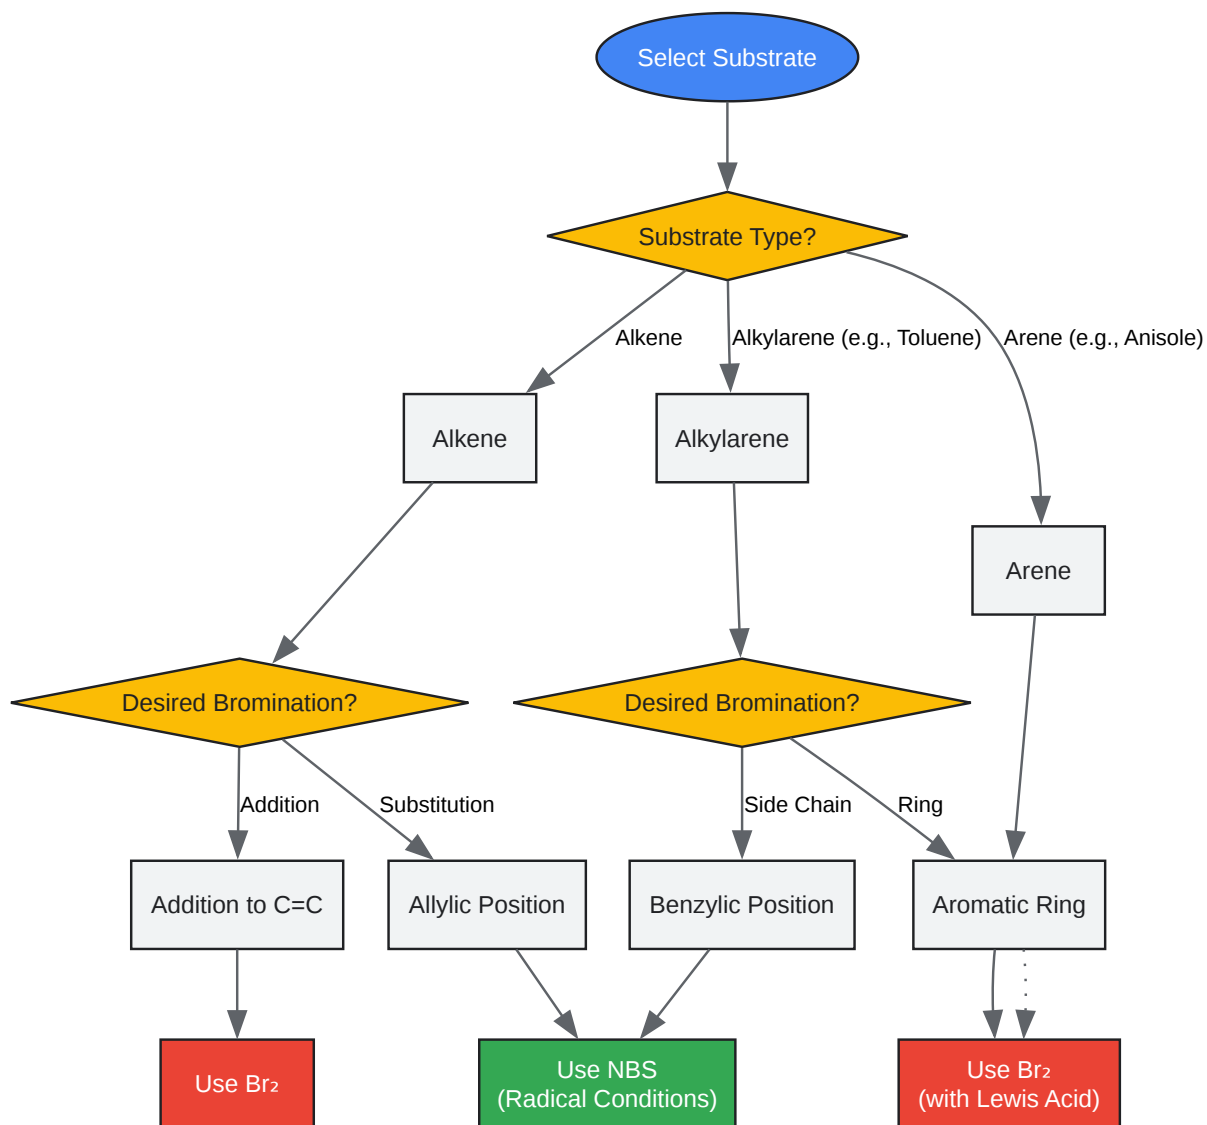 Select Substrate
Substrate Type?
Alkene
Alkylarene (e.g., Toluene)
Arene (e.g., Anisole)
Alkene
Alkylarene
Arene
Desired Bromination?
Desired Bromination?
Addition
Substitution
Side Chain
Ring
Addition to C=C
Allylic Position
Benzylic Position
Aromatic Ring
Use Br₂
Use NBS
(Radical Conditions)
Use Br₂
(with Lewis Acid)